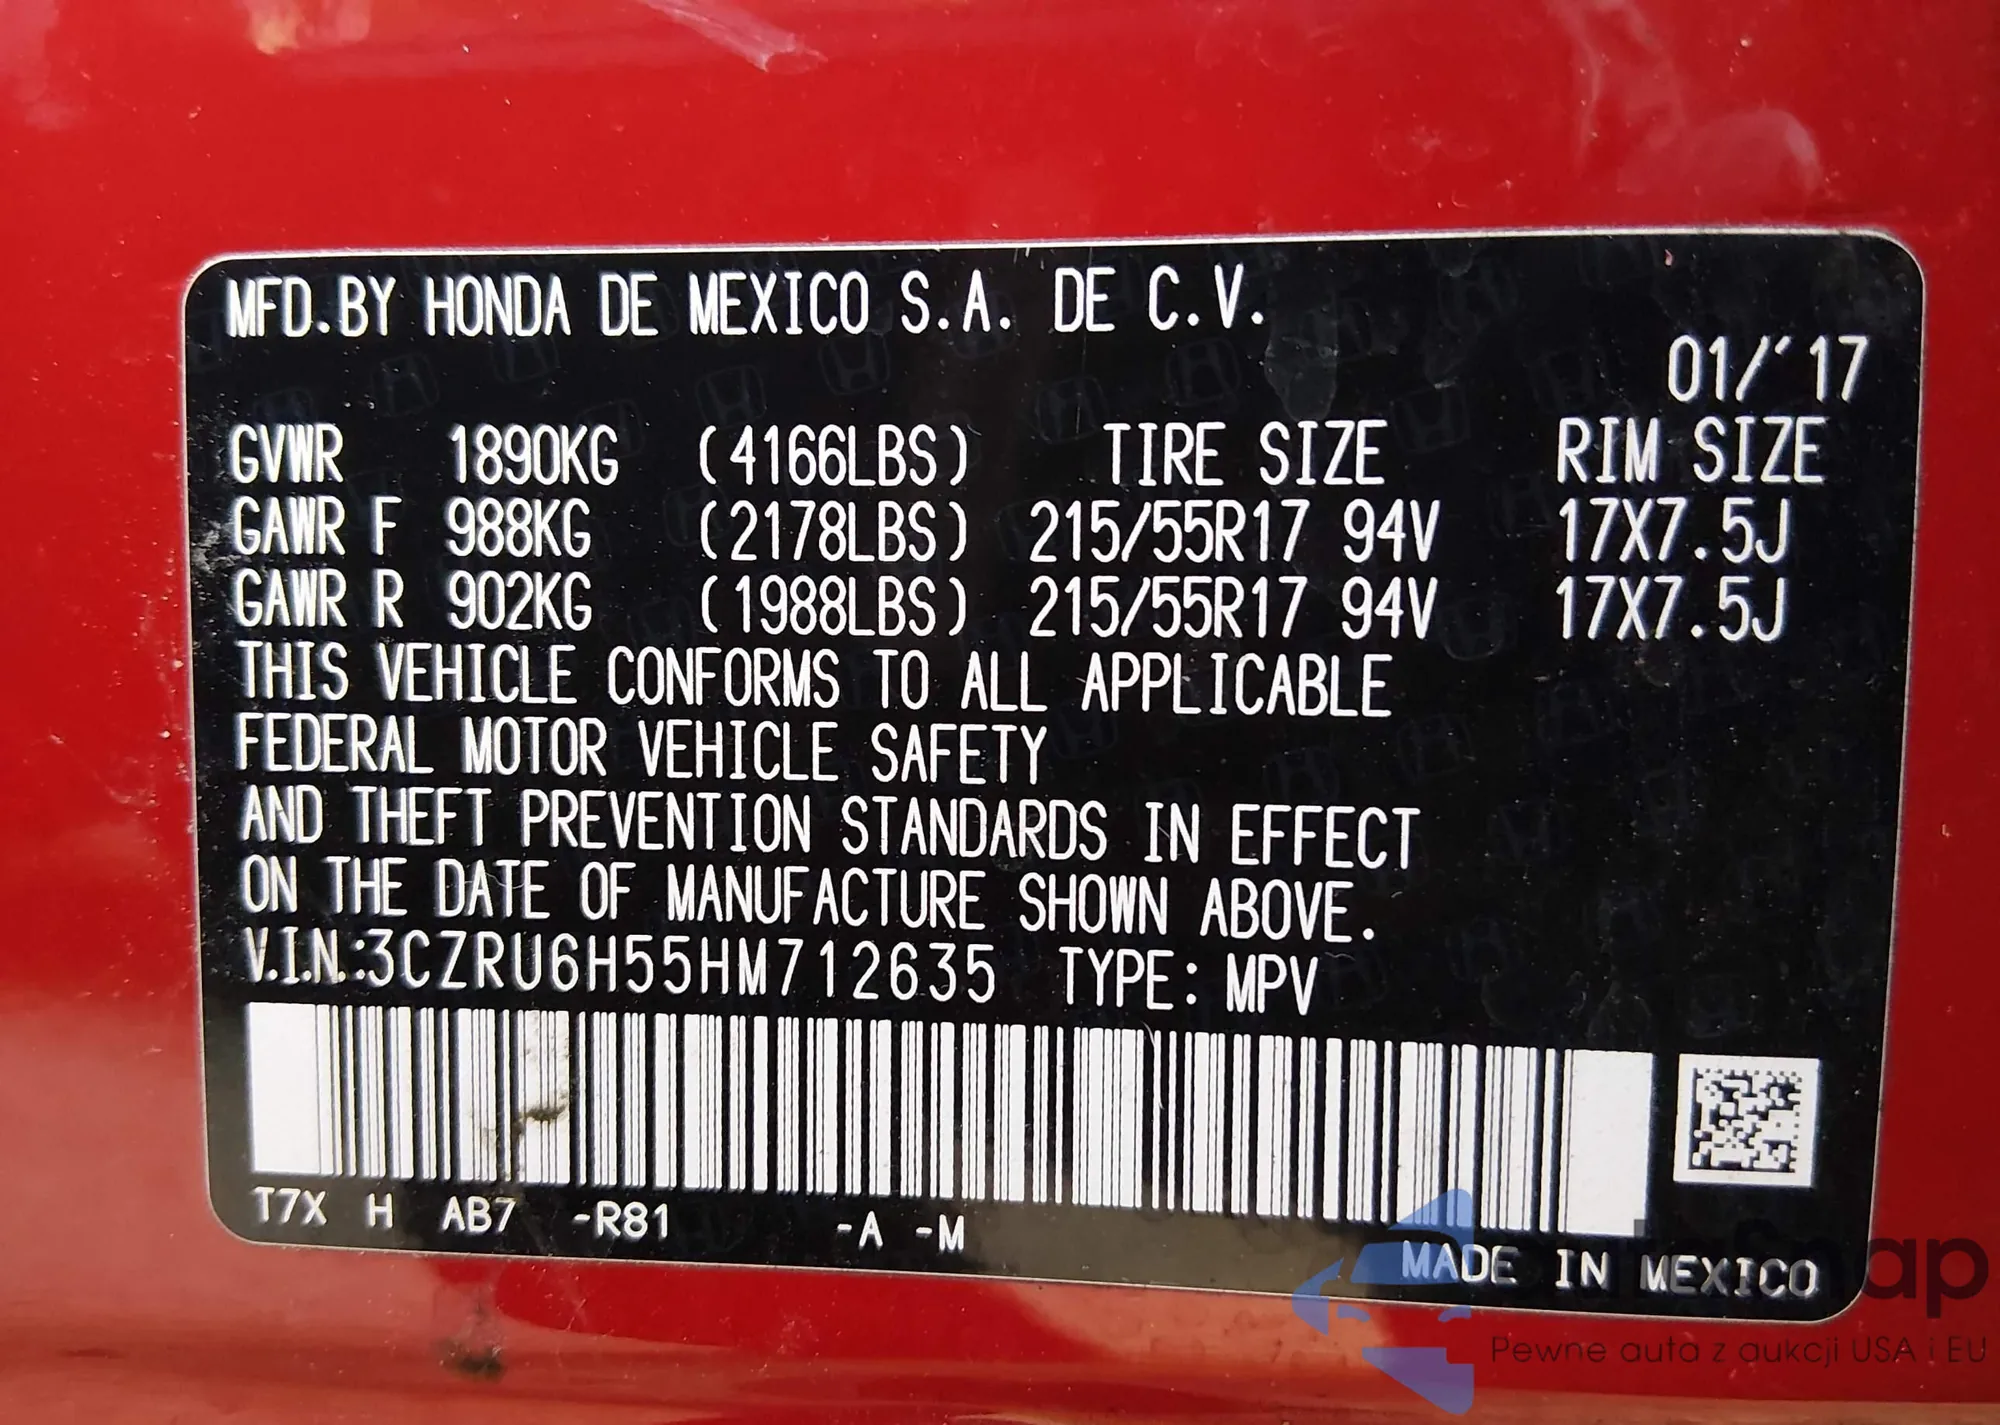 MFD.BY HONDA DE MEXICO S.A. DE C.V.
01/'17
GVWR 1890KG (4166LBS) TIRE SIZE RIM SIZE
GAWR F 988KG (2178LBS) 215/55R17 94V 17X7.5J
GAWR R 902KG (1988LBS) 215/55R17 94V 17X7.5J
THIS VEHICLE CONFORMS TO ALL APPLICABLE
FEDERAL MOTOR VEHICLE SAFETY
AND THEFT PREVENTION STANDARDS IN EFFECT
ON THE DATE OF MANUFACTURE SHOWN ABOVE.
V.I.N.:3CZRU6H55HM712635 TYPE: MPV
T7X H AB7 -R81 -A -M
MADE IN MEXICO
Pewne auta z aukcji USA i EU